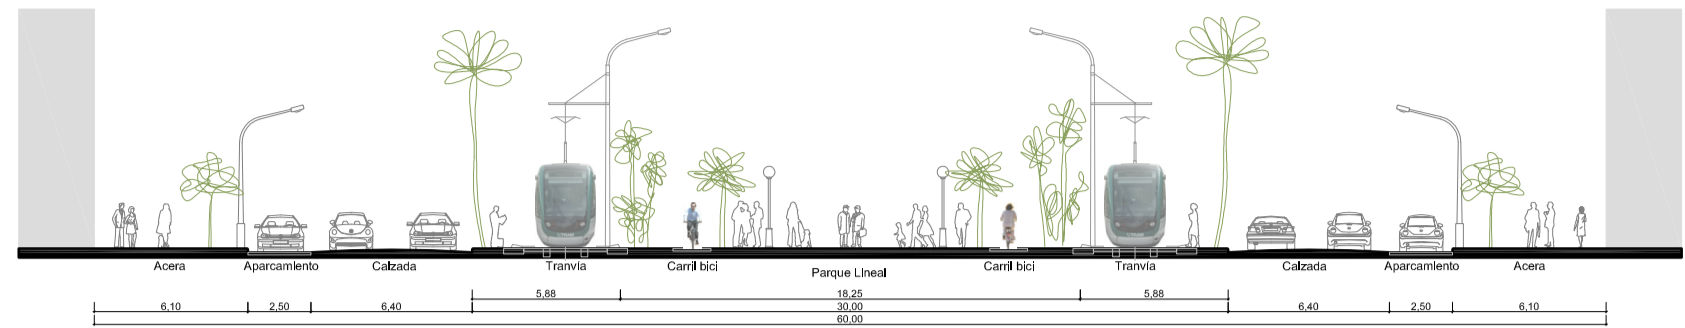 Acera Aparcamiento Calzada Tranvía Carril bici Parque Lineal Carril bici Tranvía Calzada Aparcamiento Acera
5,88 18,25 5,88
6,10 2,50 6,40 30,00 6,40 2,50 6,10
60,00